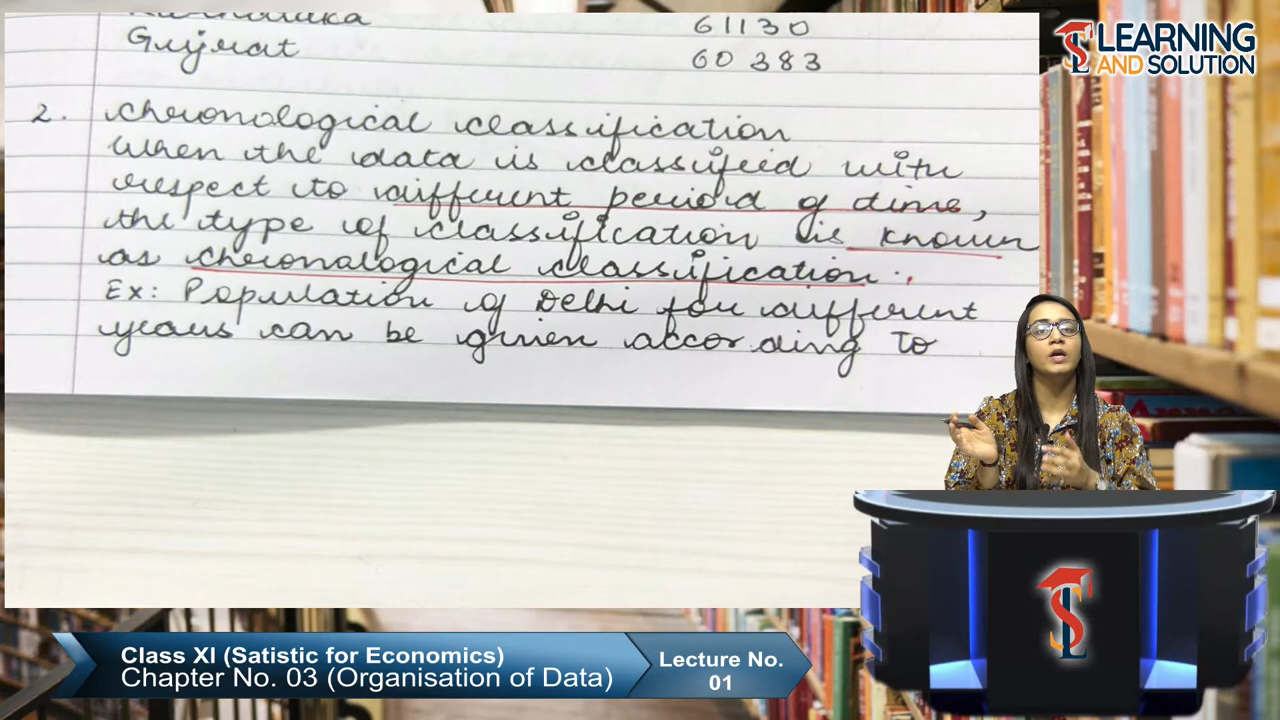 61130
Gujrat 60383
2. Chronological classification
When the data is classified with
respect to different period of time,
the type of classification is known
as chronological classification.
Ex: Population of Delhi for different
years can be given according to
LEARNING
AND SOLUTION
Class XI (Satistic for Economics)
Chapter No. 03 (Organisation of Data)
Lecture No.
01